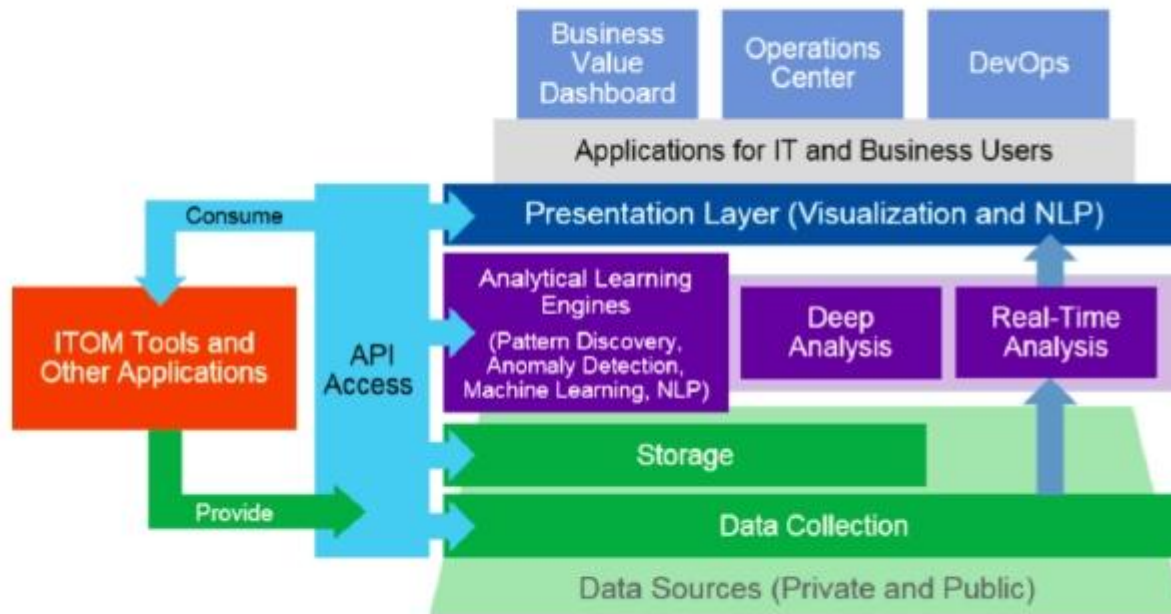 Business
Value
Dashboard
Operations
Center
DevOps
Applications for IT and Business Users
Consume
Presentation Layer (Visualization and NLP)
ITOM Tools and
Other Applications
API
Access
Analytical Learning
Engines
(Pattern Discovery,
Anomaly Detection,
Machine Learning, NLP)
Deep
Analysis
Real-Time
Analysis
Storage
Provide
Data Collection
Data Sources (Private and Public)